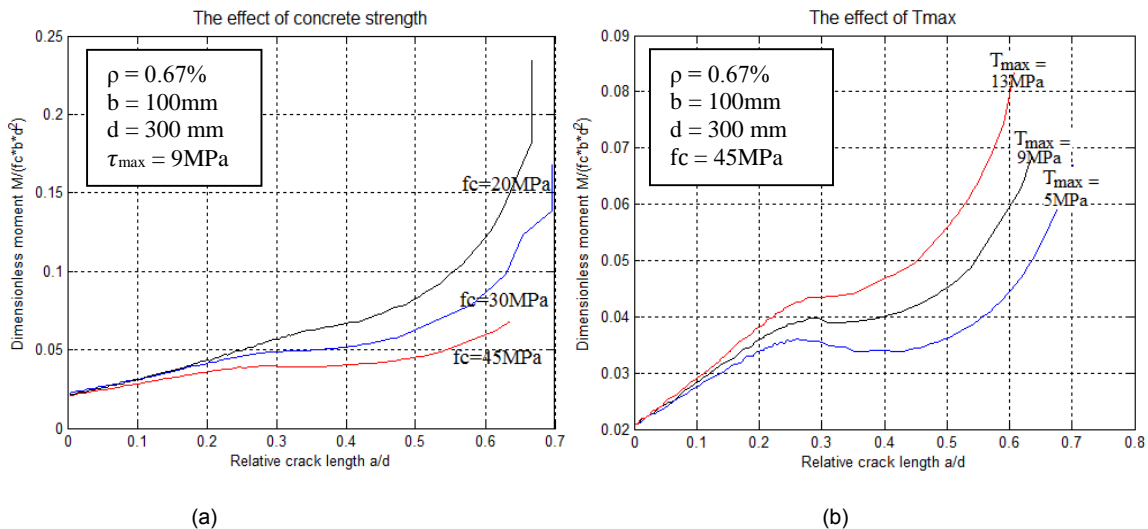 The effect of concrete strength
Dimensionless moment M/(fc*b*d²)
0.25
0.2
0.15
0.1
0.05
0
ρ = 0.67%
b = 100mm
d = 300 mm
τmax = 9MPa
fc=20MPa
fc=30MPa
fc=45MPa
0 0.1 0.2 0.3 0.4 0.5 0.6 0.7
Relative crack length a/d
(a)
The effect of Tmax
Dimensionless moment M/(fc*b*d²)
0.09
0.08
0.07
0.06
0.05
0.04
0.03
0.02
ρ = 0.67%
b = 100mm
d = 300 mm
fc = 45MPa
Tmax =
13MPa
Tmax =
9MPa
Tmax =
5MPa
0 0.1 0.2 0.3 0.4 0.5 0.6 0.7 0.8
Relative crack length a/d
(b)